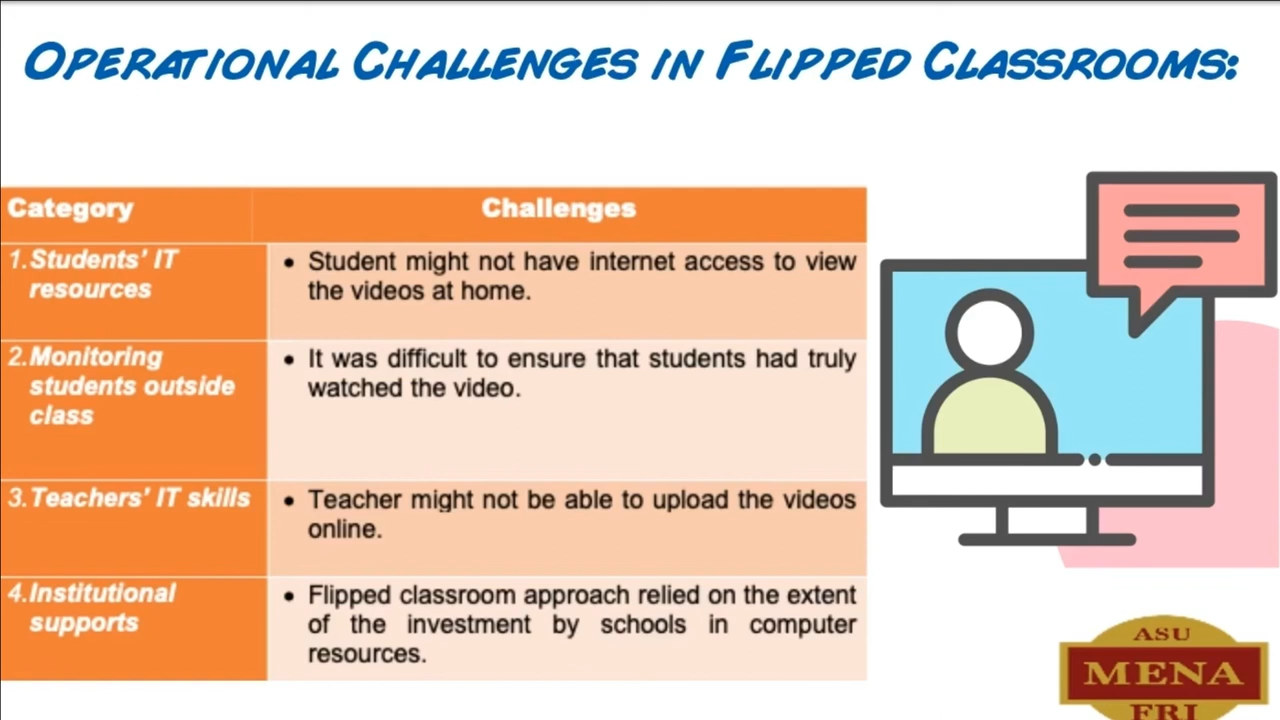 OPERATIONAL CHALLENGES IN FLIPPED CLASSROOMS:
Category
Challenges
1. Students' IT
resources
• Student might not have internet access to view
the videos at home.
2. Monitoring
students outside
class
• It was difficult to ensure that students had truly
watched the video.
3. Teachers' IT skills
• Teacher might not be able to upload the videos
online.
4. Institutional
supports
• Flipped classroom approach relied on the extent
of the investment by schools in computer
resources.
ASU
MENA
FRI